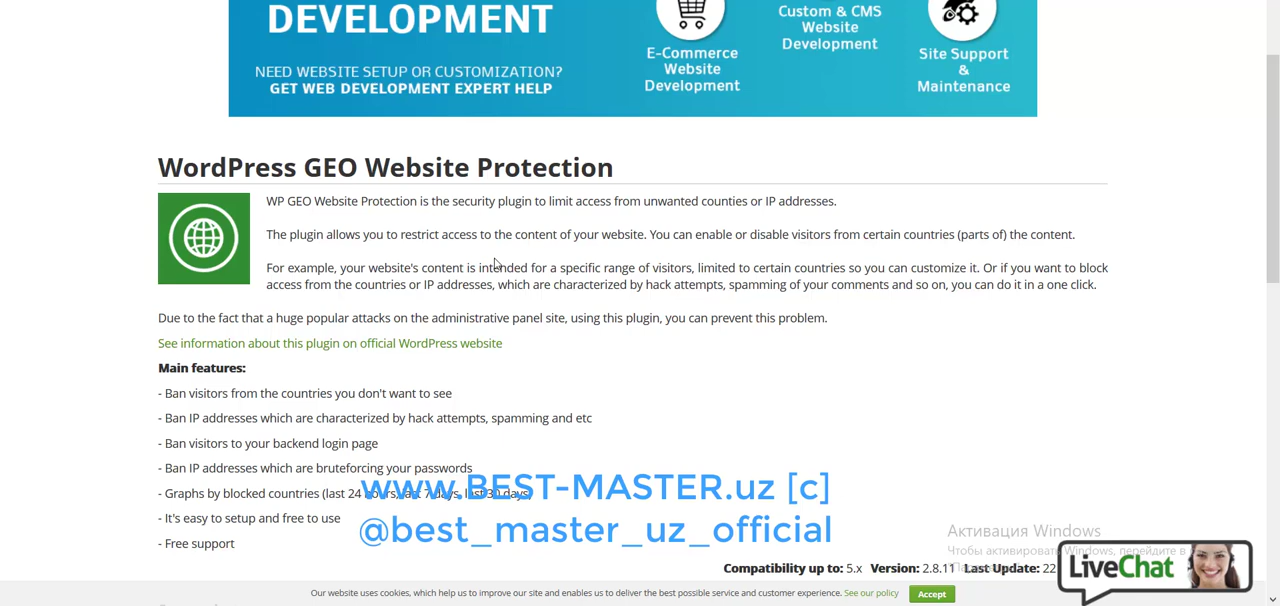 DEVELOPMENT
NEED WEBSITE SETUP OR CUSTOMIZATION?
GET WEB DEVELOPMENT EXPERT HELP
E-Commerce
Website
Development
Custom & CMS
Website
Development
Site Support
&
Maintenance
WordPress GEO Website Protection
WP GEO Website Protection is the security plugin to limit access from unwanted counties or IP addresses.
The plugin allows you to restrict access to the content of your website. You can enable or disable visitors from certain countries (parts of) the content.
For example, your website's content is intended for a specific range of visitors, limited to certain countries so you can customize it. Or if you want to block
access from the countries or IP addresses, which are characterized by hack attempts, spamming of your comments and so on, you can do it in a one click.
Due to the fact that a huge popular attacks on the administrative panel site, using this plugin, you can prevent this problem.
See information about this plugin on official WordPress website
Main features:
- Ban visitors from the countries you don't want to see
- Ban IP addresses which are characterized by hack attempts, spamming and etc
- Ban visitors to your backend login page
- Ban IP addresses which are bruteforcing your passwords
- Graphs by blocked countries (last 24 hours, last 7 days, last 30 days)
www.BEST-MASTER.uz [c]
- It's easy to setup and free to use
@best_master_uz_official
- Free support
Активация Windows
Чтобы активировать Windows, перейдите в
Compatibility up to: 5.x Version: 2.8.11 Last Update: 22
LiveChat
Our website uses cookies, which help us to improve our site and enables us to deliver the best possible service and customer experience. See our policy
Accept